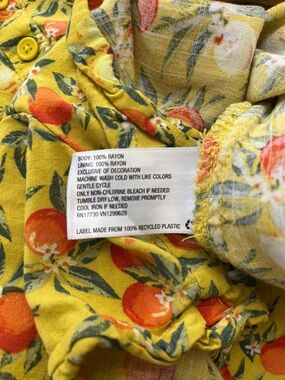 BODY: 100% RAYON
LINING: 100% RAYON
EXCLUSIVE OF DECORATION
MACHINE WASH COLD WITH LIKE COLORS
GENTLE CYCLE
ONLY NON-CHLORINE BLEACH IF NEEDED
TUMBLE DRY LOW, REMOVE PROMPTLY
COOL IRON IF NEEDED
RN17730 VN1299629
LABEL MADE FROM 100% RECYCLED PLASTIC